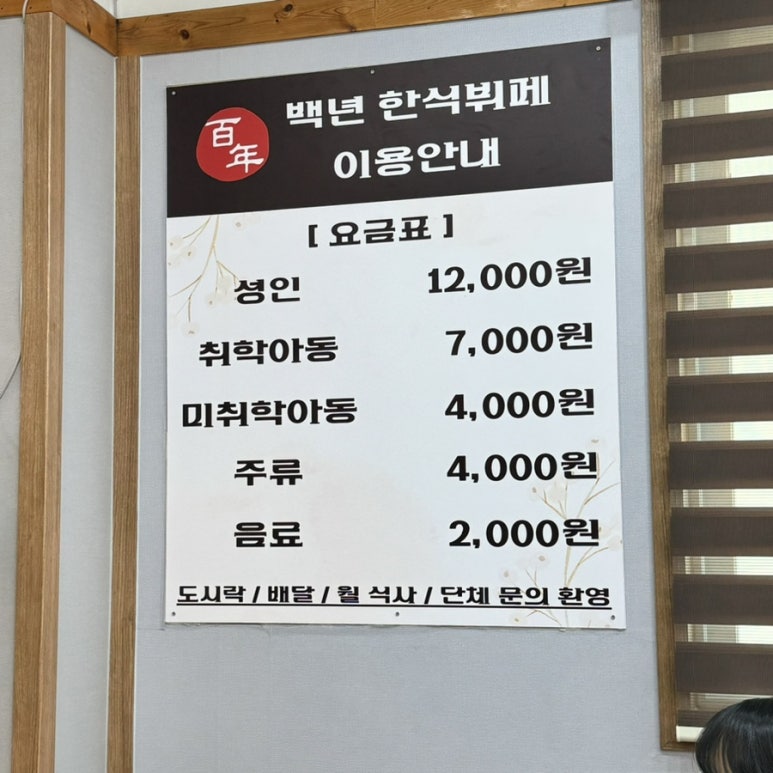 百年
백년 한식뷔페
이용안내
[ 요금표 ]
성인 12,000원
취학아동 7,000원
미취학아동 4,000원
주류 4,000원
음료 2,000원
도시락 / 배달 / 월 식사 / 단체 문의 환영